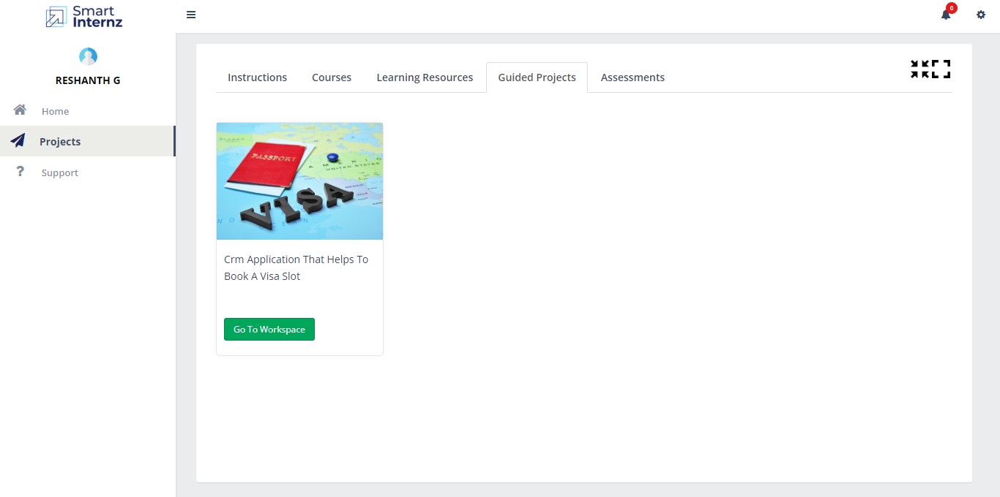 Smart
Internz
0
RESHANTH G
Home
Projects
Support
Instructions
Courses
Learning Resources
Guided Projects
Assessments
PASSPORT
UNITED STATES
MEXICO
VISA
Crm Application That Helps To
Book A Visa Slot
Go To Workspace